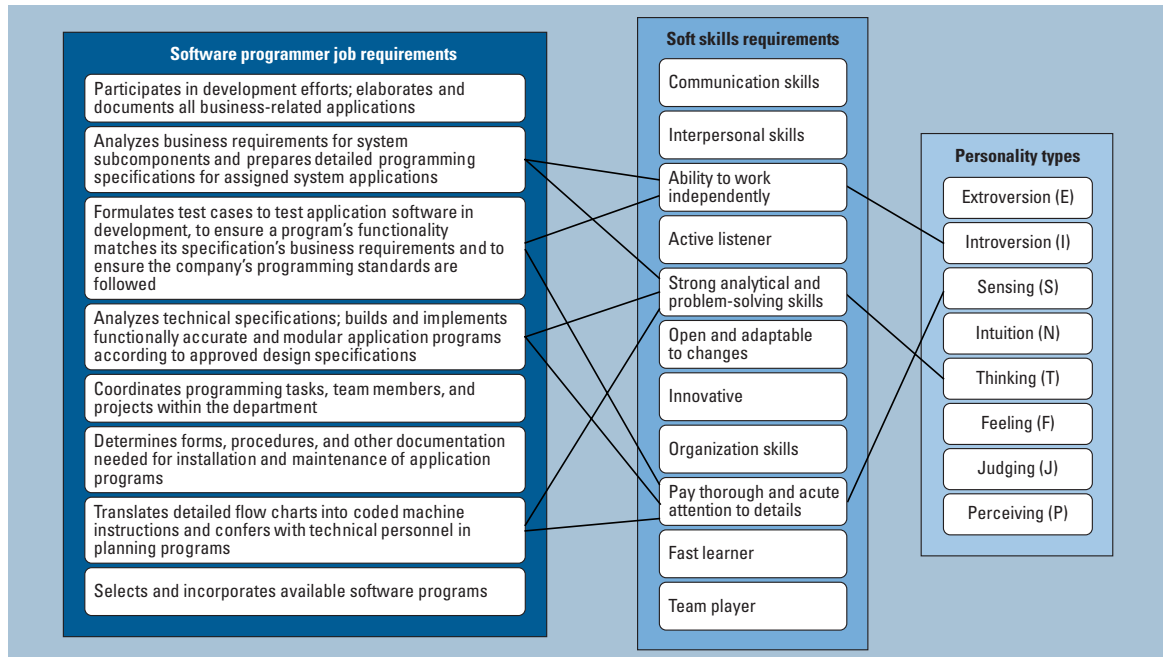 Software programmer job requirements
Participates in development efforts; elaborates and
documents all business-related applications
Analyzes business requirements for system
subcomponents and prepares detailed programming
specifications for assigned system applications
Formulates test cases to test application software in
development, to ensure a program's functionality
matches its specification's business requirements and to
ensure the company's programming standards are
followed
Analyzes technical specifications; builds and implements
functionally accurate and modular application programs
according to approved design specifications
Coordinates programming tasks, team members, and
projects within the department
Determines forms, procedures, and other documentation
needed for installation and maintenance of application
programs
Translates detailed flow charts into coded machine
instructions and confers with technical personnel in
planning programs
Selects and incorporates available software programs
Soft skills requirements
Communication skills
Interpersonal skills
Ability to work
independently
Active listener
Strong analytical and
problem-solving skills
Open and adaptable
to changes
Innovative
Organization skills
Pay thorough and acute
attention to details
Fast learner
Team player
Personality types
Extroversion (E)
Introversion (I)
Sensing (S)
Intuition (N)
Thinking (T)
Feeling (F)
Judging (J)
Perceiving (P)